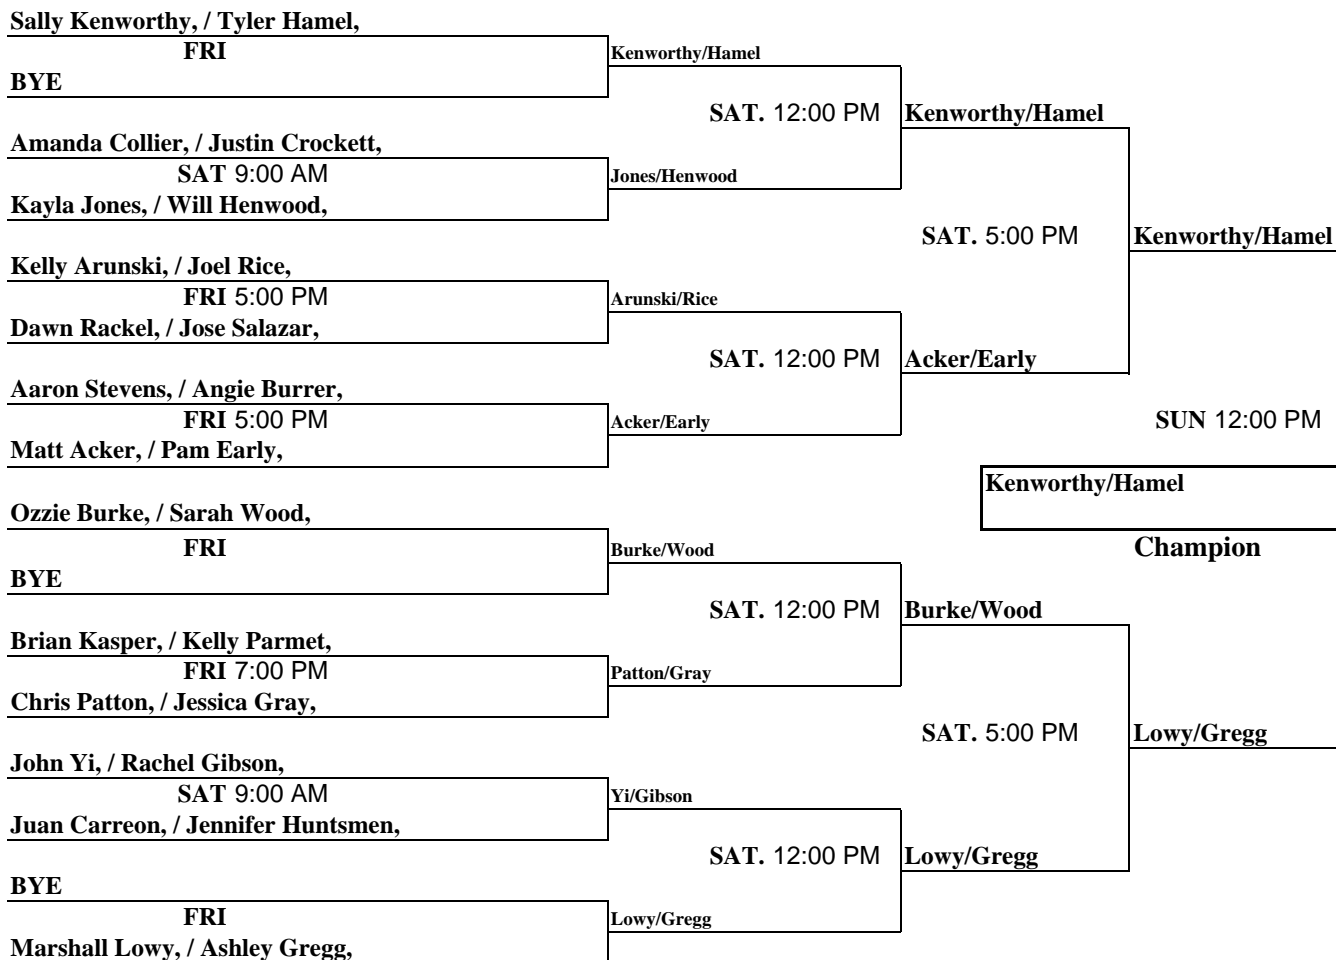 Sally Kenworthy, / Tyler Hamel,
FRI
Kenworthy/Hamel
BYE
SAT. 12:00 PM
Kenworthy/Hamel
Amanda Collier, / Justin Crockett,
SAT 9:00 AM
Jones/Henwood
Kayla Jones, / Will Henwood,
SAT. 5:00 PM
Kenworthy/Hamel
Kelly Arunski, / Joel Rice,
FRI 5:00 PM
Arunski/Rice
Dawn Rackel, / Jose Salazar,
SAT. 12:00 PM
Acker/Early
Aaron Stevens, / Angie Burrer,
FRI 5:00 PM
Acker/Early
SUN 12:00 PM
Matt Acker, / Pam Early,
Kenworthy/Hamel
Ozzie Burke, / Sarah Wood,
FRI
Burke/Wood
Champion
BYE
SAT. 12:00 PM
Burke/Wood
Brian Kasper, / Kelly Parmet,
FRI 7:00 PM
Patton/Gray
Chris Patton, / Jessica Gray,
SAT. 5:00 PM
Lowy/Gregg
John Yi, / Rachel Gibson,
SAT 9:00 AM
Yi/Gibson
Juan Carreon, / Jennifer Huntsmen,
SAT. 12:00 PM
Lowy/Gregg
BYE
FRI
Lowy/Gregg
Marshall Lowy, / Ashley Gregg,